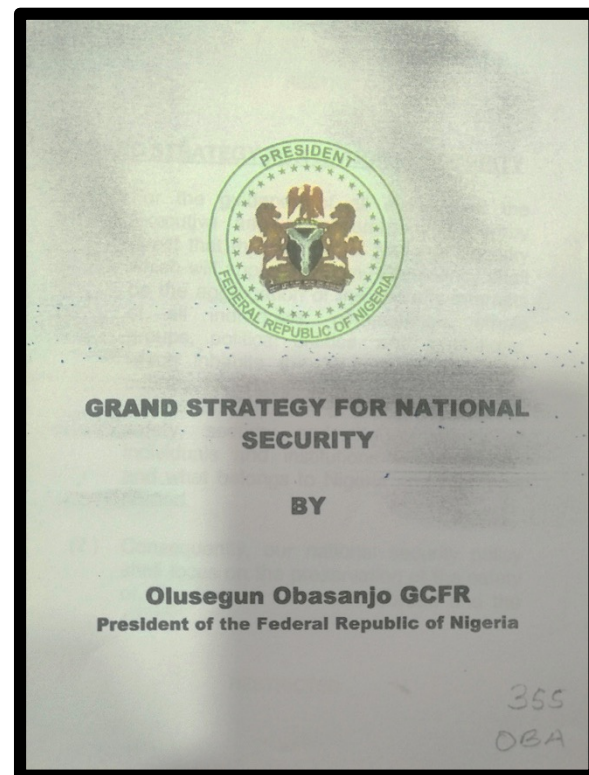 PRESIDENT
FEDERAL REPUBLIC OF NIGERIA
GRAND STRATEGY FOR NATIONAL
SECURITY
BY
Olusegun Obasanjo GCFR
President of the Federal Republic of Nigeria
355
OBA